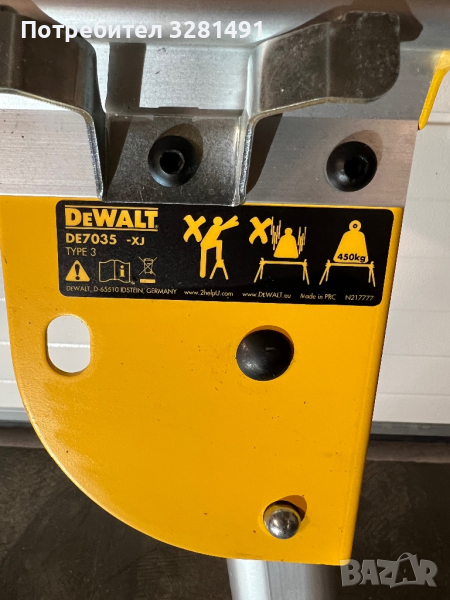 Потребител 3281491
DEWALT
DE7035 -XJ
TYPE 3
450kg
DEWALT, D-65510 IDSTEIN, GERMANY www.2helpU.com www.DEWALT.eu Made in PRC N217777
BAZAR